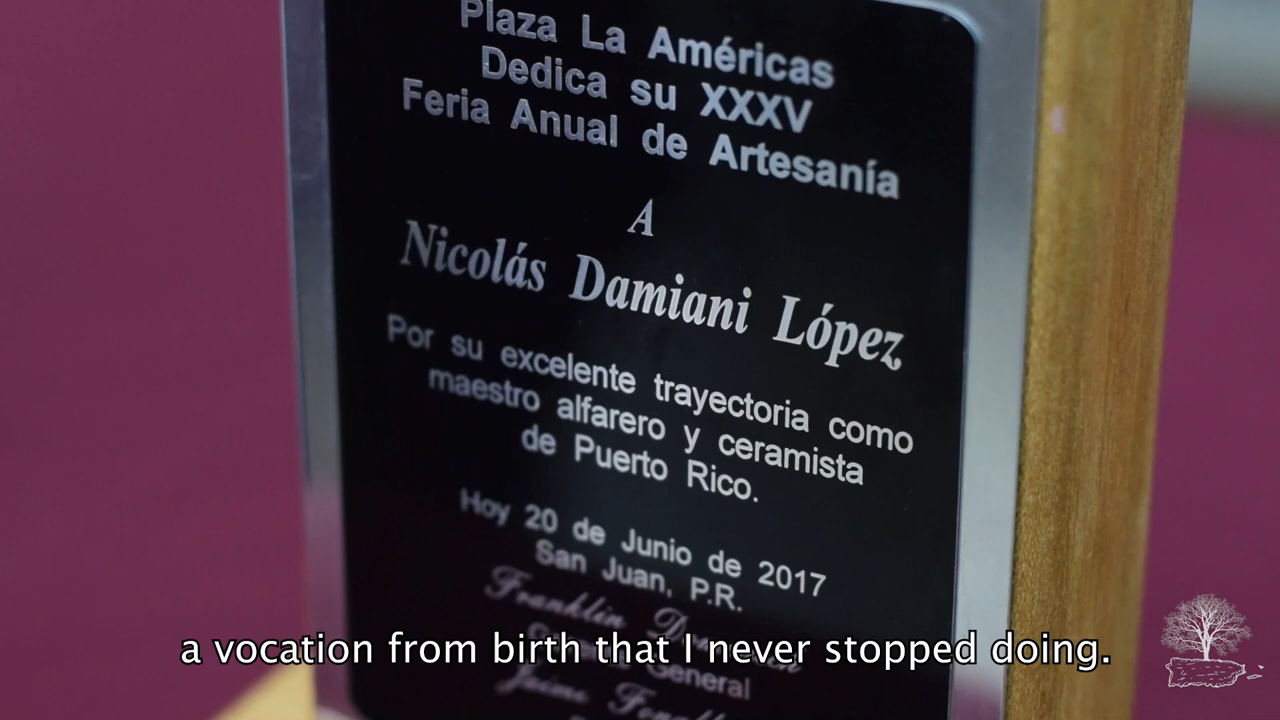 Plaza La Américas
Dedica su XXXV
Feria Anual de Artesanía
A
Nicolás Damiani López
Por su excelente trayectoria como
maestro alfarero y ceramista
de Puerto Rico.
Hoy 20 de Junio de 2017
San Juan, P.R.
Franklin
General
Jaime
a vocation from birth that I never stopped doing.